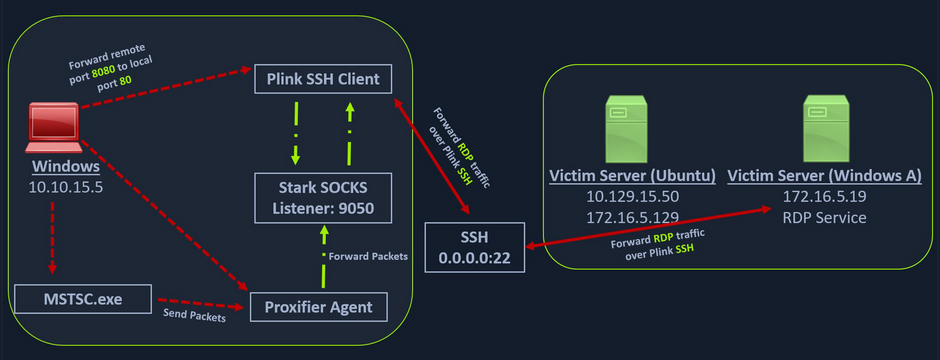 Forward remote
port 8080 to local
port 80
Plink SSH Client
Windows
10.10.15.5
Stark SOCKS
Listener: 9050
Forward Packets
MSTSC.exe
Send Packets
Proxifier Agent
Forward RDP traffic
over Plink SSH
SSH
0.0.0.0:22
Victim Server (Ubuntu)
10.129.15.50
172.16.5.129
Victim Server (Windows A)
172.16.5.19
RDP Service
Forward RDP traffic
over Plink SSH